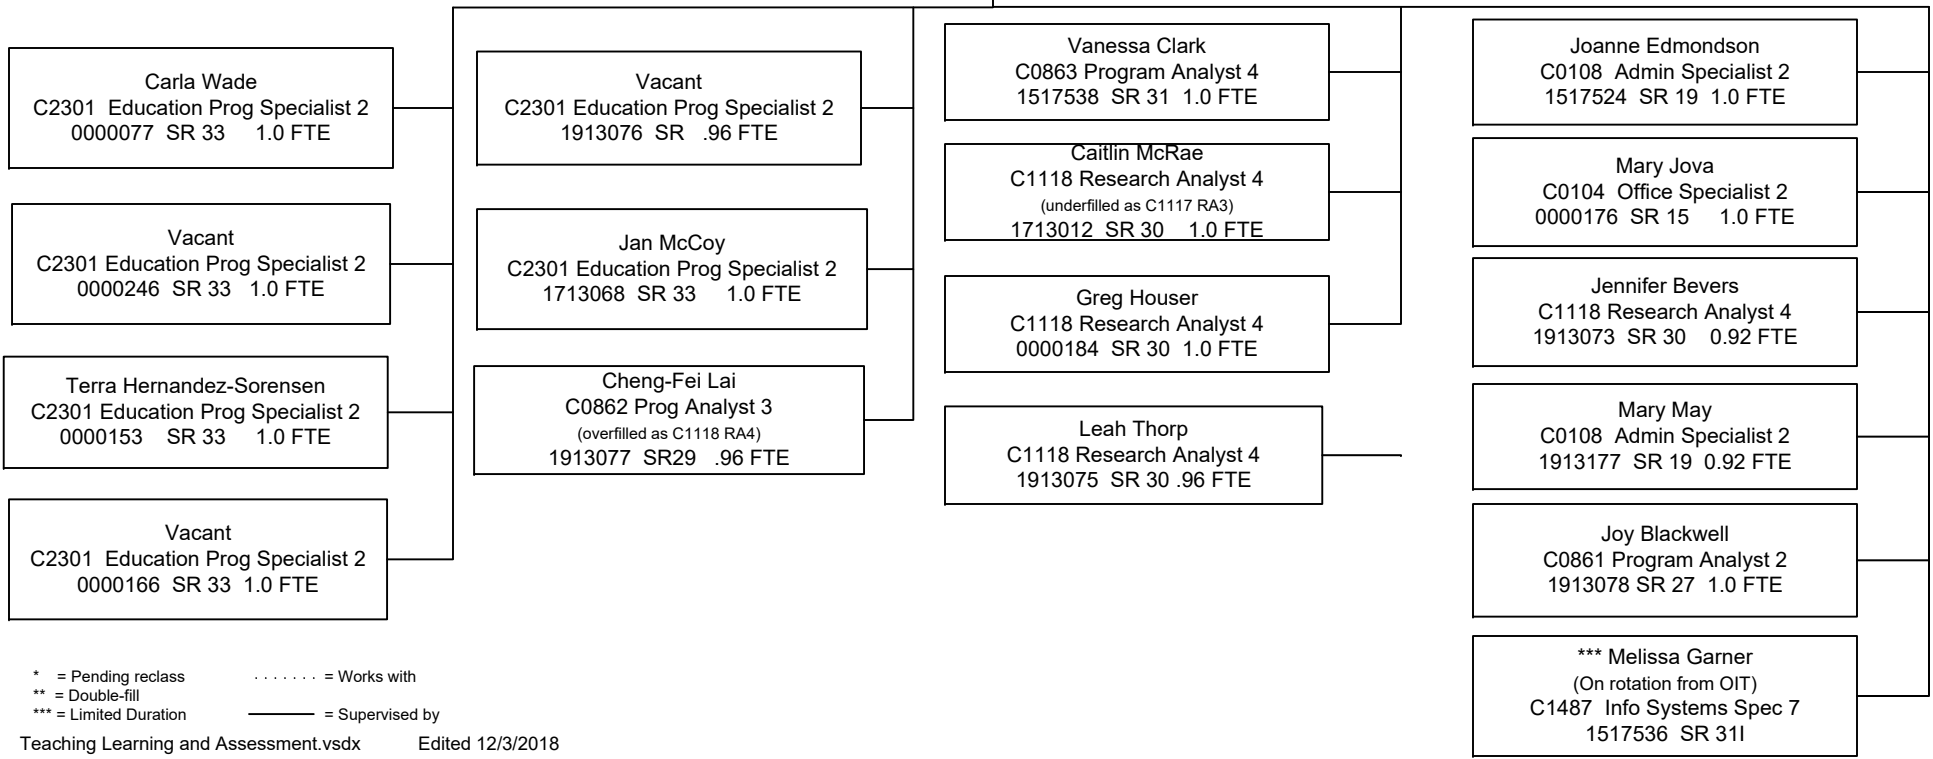 Carla Wade
C2301 Education Prog Specialist 2
0000077 SR 33 1.0 FTE
Vacant
C2301 Education Prog Specialist 2
0000246 SR 33 1.0 FTE
Terra Hernandez-Sorensen
C2301 Education Prog Specialist 2
0000153 SR 33 1.0 FTE
Vacant
C2301 Education Prog Specialist 2
0000166 SR 33 1.0 FTE
Vacant
C2301 Education Prog Specialist 2
1913076 SR .96 FTE
Jan McCoy
C2301 Education Prog Specialist 2
1713068 SR 33 1.0 FTE
Cheng-Fei Lai
C0862 Prog Analyst 3
(overfilled as C1118 RA4)
1913077 SR29 .96 FTE
Vanessa Clark
C0863 Program Analyst 4
1517538 SR 31 1.0 FTE
Caitlin McRae
C1118 Research Analyst 4
(underfilled as C1117 RA3)
1713012 SR 30 1.0 FTE
Greg Houser
C1118 Research Analyst 4
0000184 SR 30 1.0 FTE
Leah Thorp
C1118 Research Analyst 4
1913075 SR 30 .96 FTE
Joanne Edmondson
C0108 Admin Specialist 2
1517524 SR 19 1.0 FTE
Mary Jova
C0104 Office Specialist 2
0000176 SR 15 1.0 FTE
Jennifer Bevers
C1118 Research Analyst 4
1913073 SR 30 0.92 FTE
Mary May
C0108 Admin Specialist 2
1913177 SR 19 0.92 FTE
Joy Blackwell
C0861 Program Analyst 2
1913078 SR 27 1.0 FTE
*** Melissa Garner
(On rotation from OIT)
C1487 Info Systems Spec 7
1517536 SR 31I
* = Pending reclass . . . . . . . = Works with
** = Double-fill
*** = Limited Duration = Supervised by
Teaching Learning and Assessment.vsdx Edited 12/3/2018